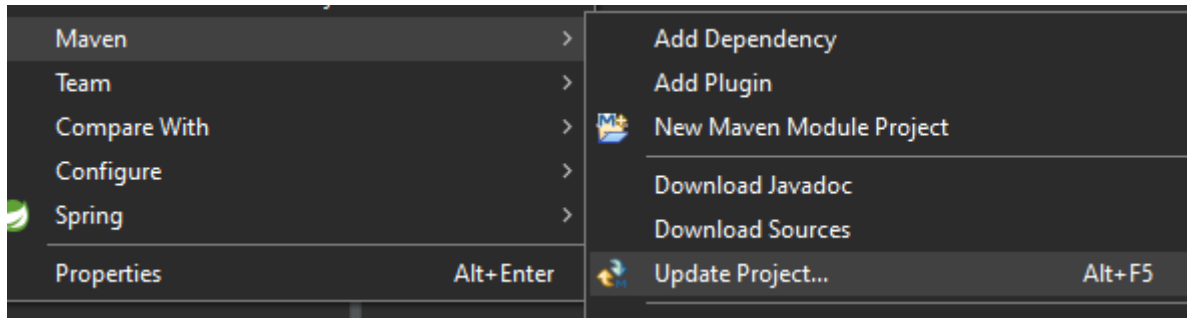 Maven
Team
Compare With
Configure
Spring
Properties Alt+Enter
Add Dependency
Add Plugin
New Maven Module Project
Download Javadoc
Download Sources
Update Project... Alt+F5